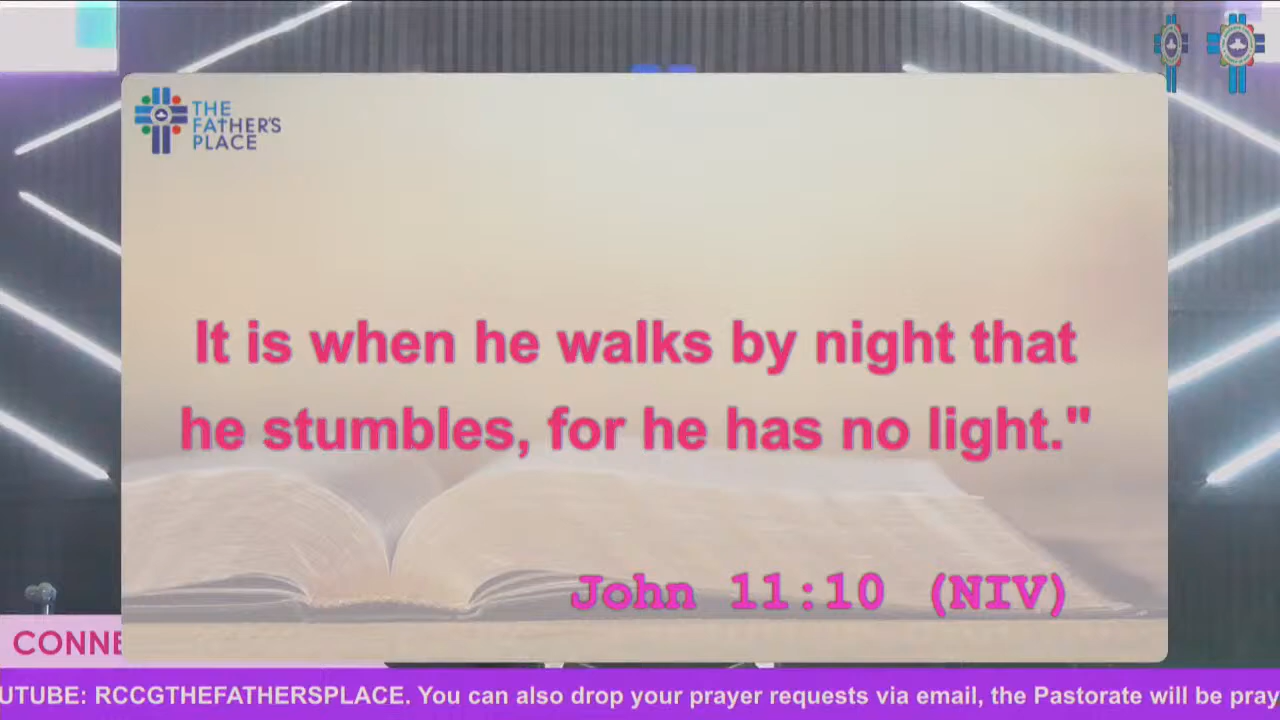 THE
FATHER'S
PLACE
It is when he walks by night that
he stumbles, for he has no light."
John 11:10 (NIV)
CONNE
UTUBE: RCCGTHEFATHERSPLACE. You can also drop your prayer requests via email, the Pastorate will be pray